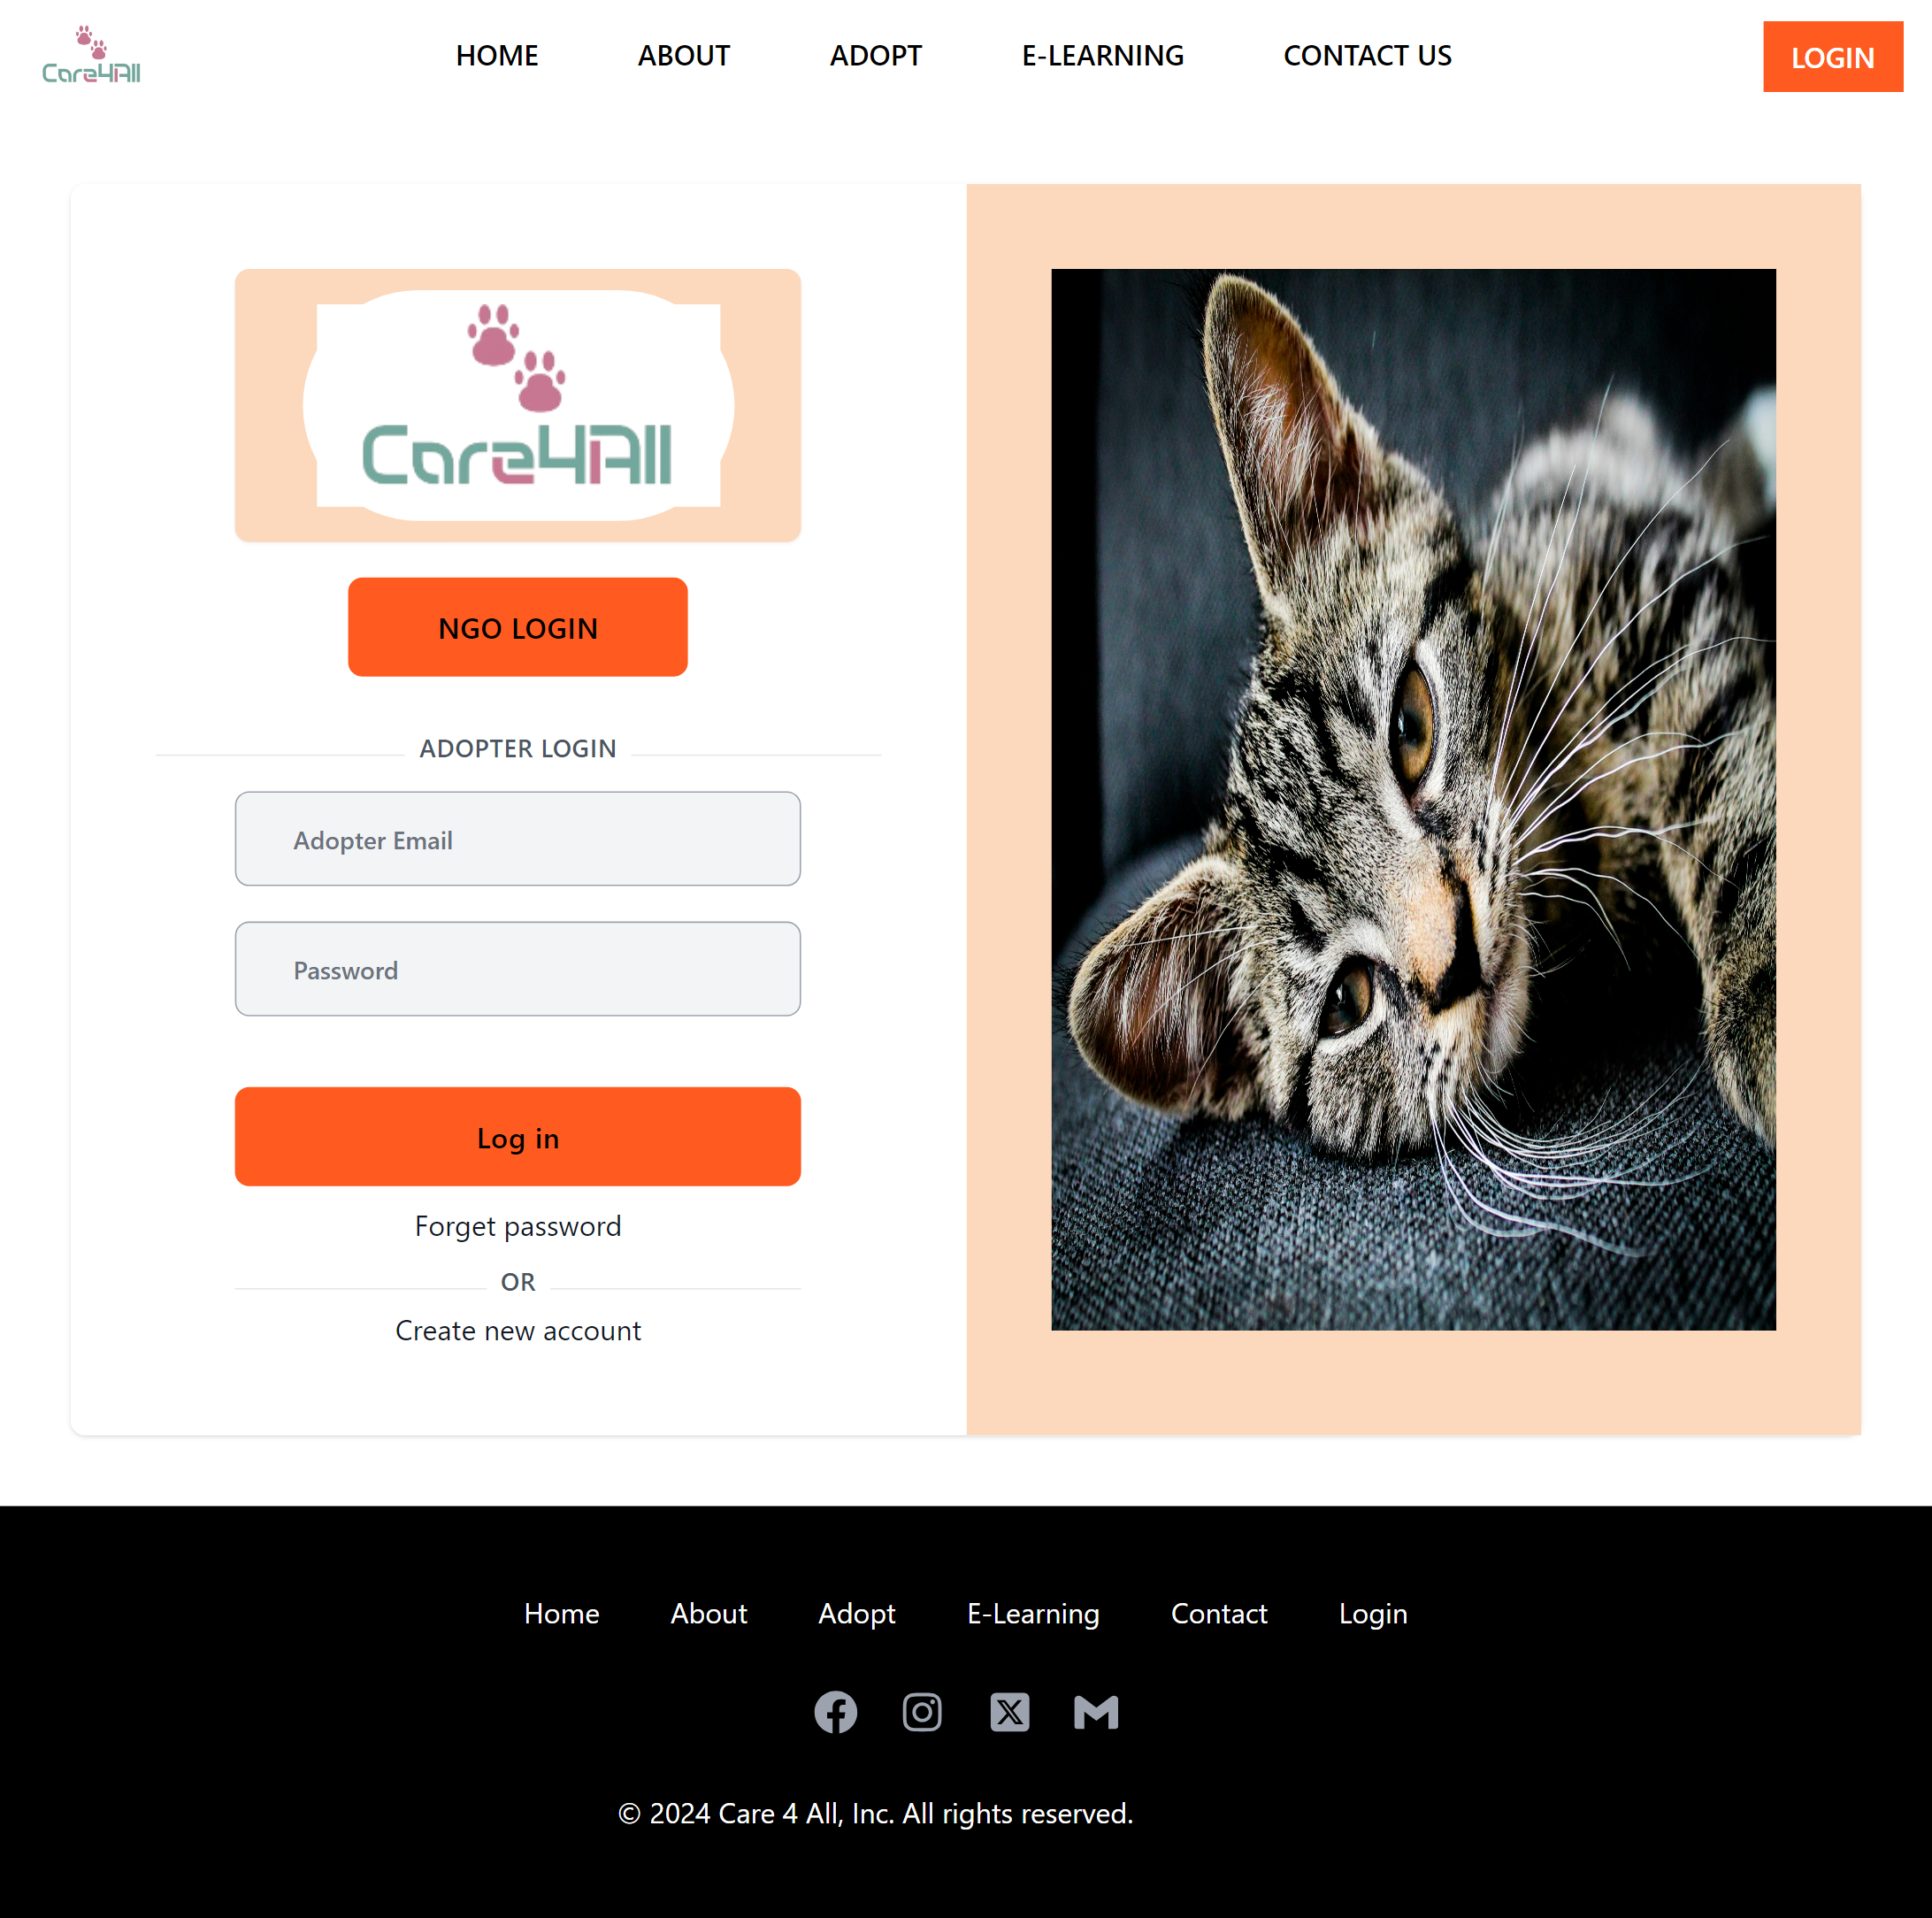 Care4All
HOME ABOUT ADOPT E-LEARNING CONTACT US LOGIN
Care4All
NGO LOGIN
ADOPTER LOGIN
Adopter Email
Password
Log in
Forget password
OR
Create new account
Home About Adopt E-Learning Contact Login
© 2024 Care 4 All, Inc. All rights reserved.